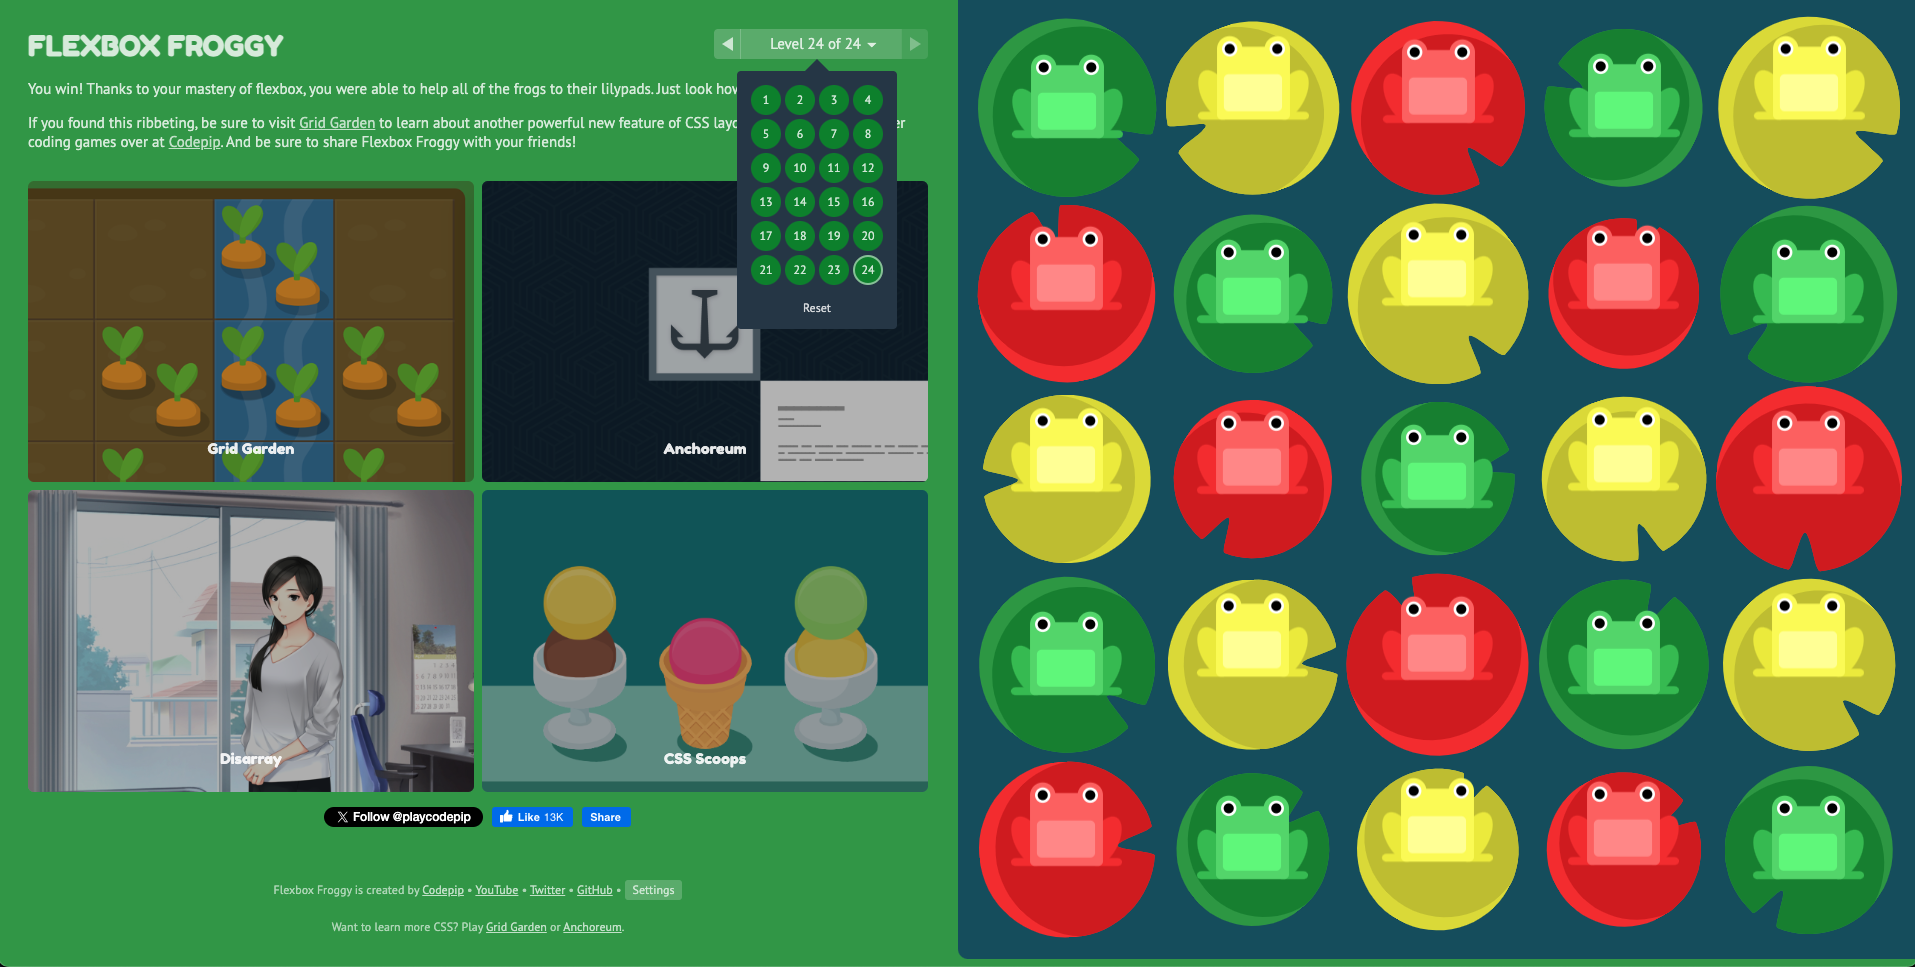 FLEXBOX FROGGY
Level 24 of 24
You win! Thanks to your mastery of flexbox, you were able to help all of the frogs to their lilypads. Just look
If you found this ribbeting, be sure to visit Grid Garden to learn about another powerful new feature of CSS
coding games over at Codepip. And be sure to share Flexbox Froggy with your friends!
1 2 3 4
5 6 7 8
9 10 11 12
13 14 15 16
17 18 19 20
21 22 23 24
Reset
Grid Garden
Anchoreum
Disarray
CSS Scoops
Follow @playcodepip
Like 13K
Share
Flexbox Froggy is created by Codepip • YouTube • Twitter • GitHub • Settings
Want to learn more CSS? Play Grid Garden or Anchoreum.